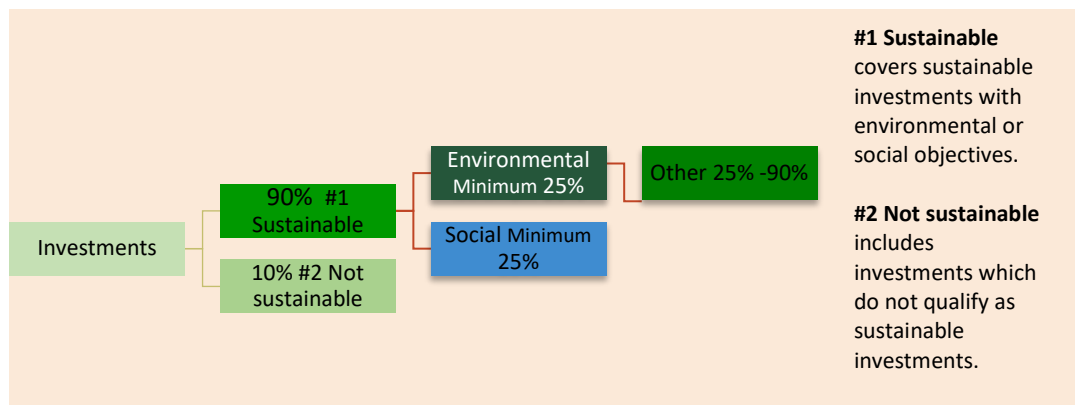 Investments
90% #1
Sustainable
10% #2 Not
sustainable
Environmental
Minimum 25%
Social Minimum
25%
Other 25% -90%
#1 Sustainable
covers sustainable
investments with
environmental or
social objectives.
#2 Not sustainable
includes
investments which
do not qualify as
sustainable
investments.